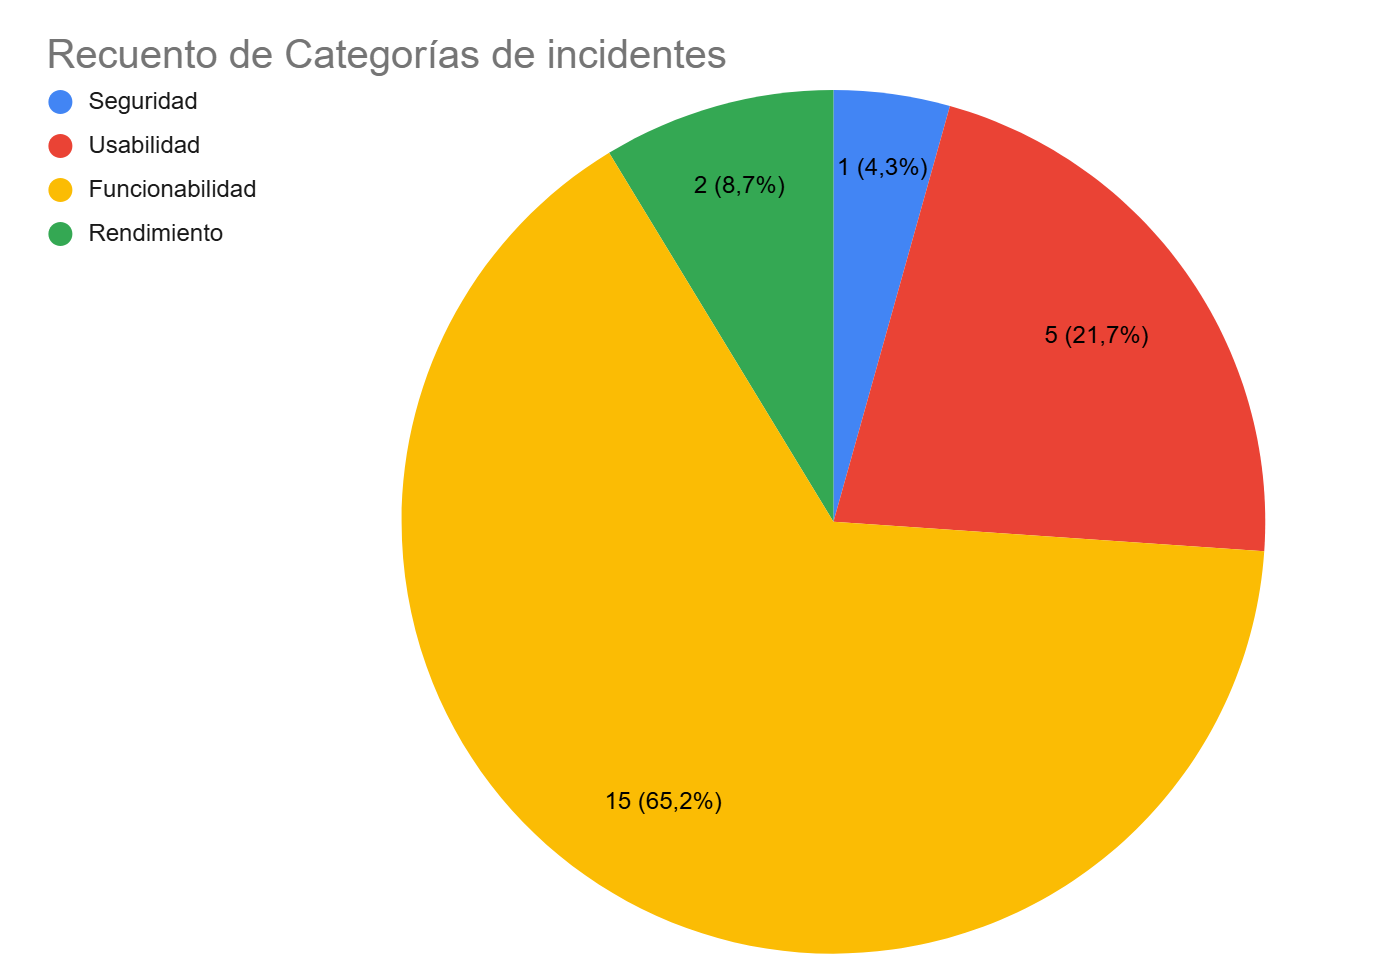 Recuento de Categorías de incidentes
Seguridad
Usabilidad
Funcionabilidad
Rendimiento
2 (8,7%)
1 (4,3%)
5 (21,7%)
15 (65,2%)